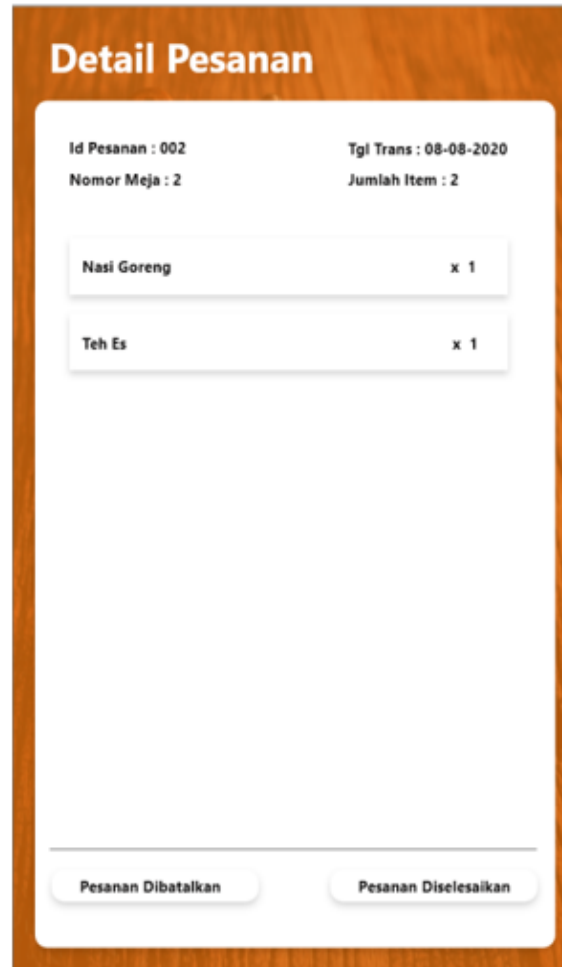 Detail Pesanan
Id Pesanan : 002 Tgl Trans : 08-08-2020
Nomor Meja : 2 Jumlah Item : 2
Nasi Goreng x 1
Teh Es x 1
Pesanan Dibatalkan Pesanan Diselesaikan